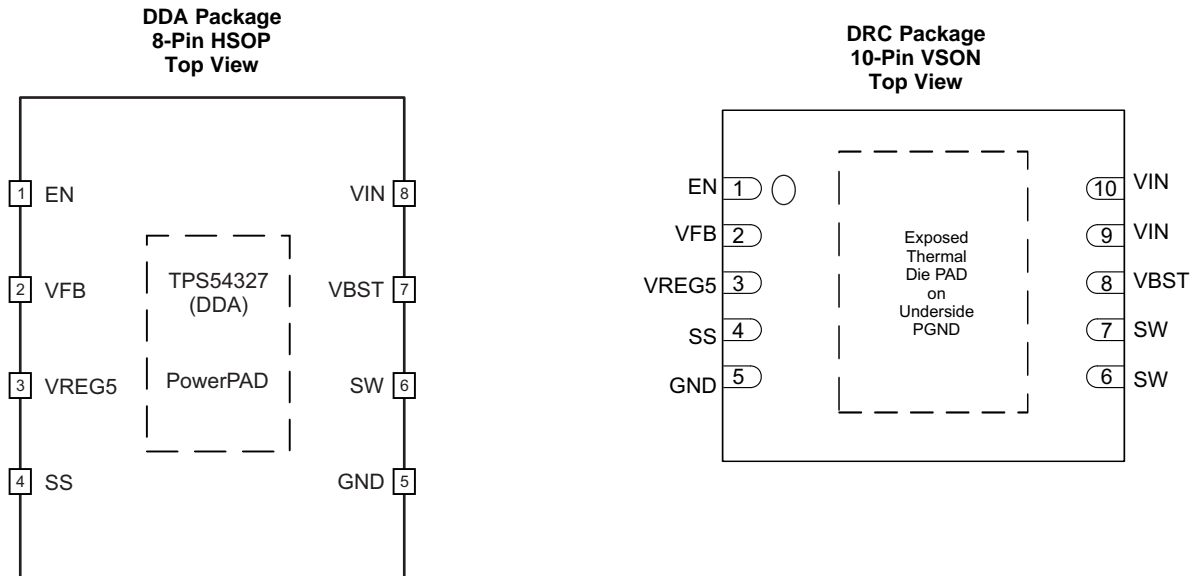 DDA Package
8-Pin HSOP
Top View
1 EN
VIN 8
2 VFB
VBST 7
3 VREG5
SW 6
4 SS
GND 5
TPS54327
(DDA)
PowerPAD
DRC Package
10-Pin VSON
Top View
EN 1
10 VIN
VFB 2
9 VIN
VREG5 3
8 VBST
SS 4
7 SW
GND 5
6 SW
Exposed
Thermal
Die PAD
on
Underside
PGND